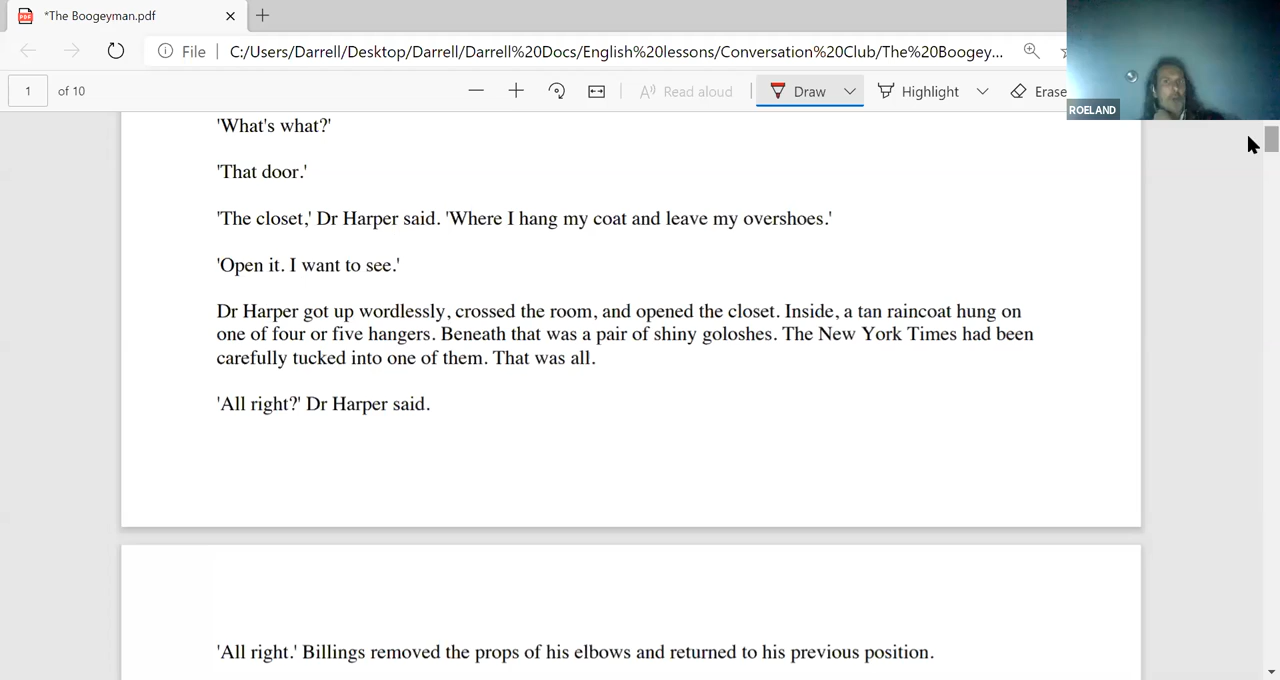 *The Boogeyman.pdf
File
C:/Users/Darrell/Desktop/Darrell/Darrell%20Docs/English%20lessons/Conversation%20Club/The%20Boogey...
1 of 10
Read aloud
Draw
Highlight
Erase
ROELAND
'What's what?'
'That door.'
'The closet,' Dr Harper said. 'Where I hang my coat and leave my overshoes.'
'Open it. I want to see.'
Dr Harper got up wordlessly, crossed the room, and opened the closet. Inside, a tan raincoat hung on
one of four or five hangers. Beneath that was a pair of shiny goloshes. The New York Times had been
carefully tucked into one of them. That was all.
'All right?' Dr Harper said.
'All right.' Billings removed the props of his elbows and returned to his previous position.